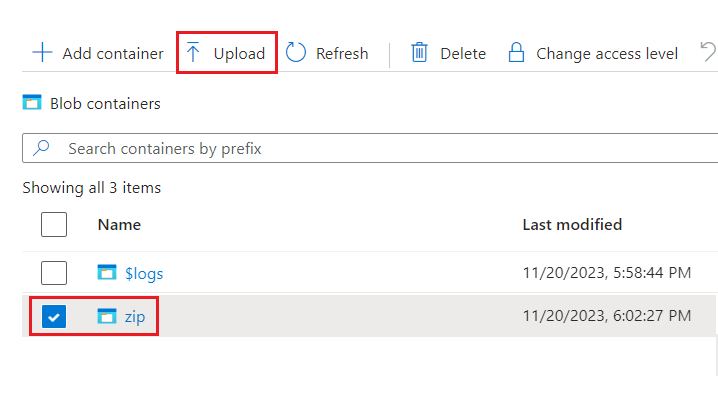 Add container Upload Refresh Delete Change access level
Blob containers
Search containers by prefix
Showing all 3 items
Name Last modified
$logs 11/20/2023, 5:58:44 PM
zip 11/20/2023, 6:02:27 PM